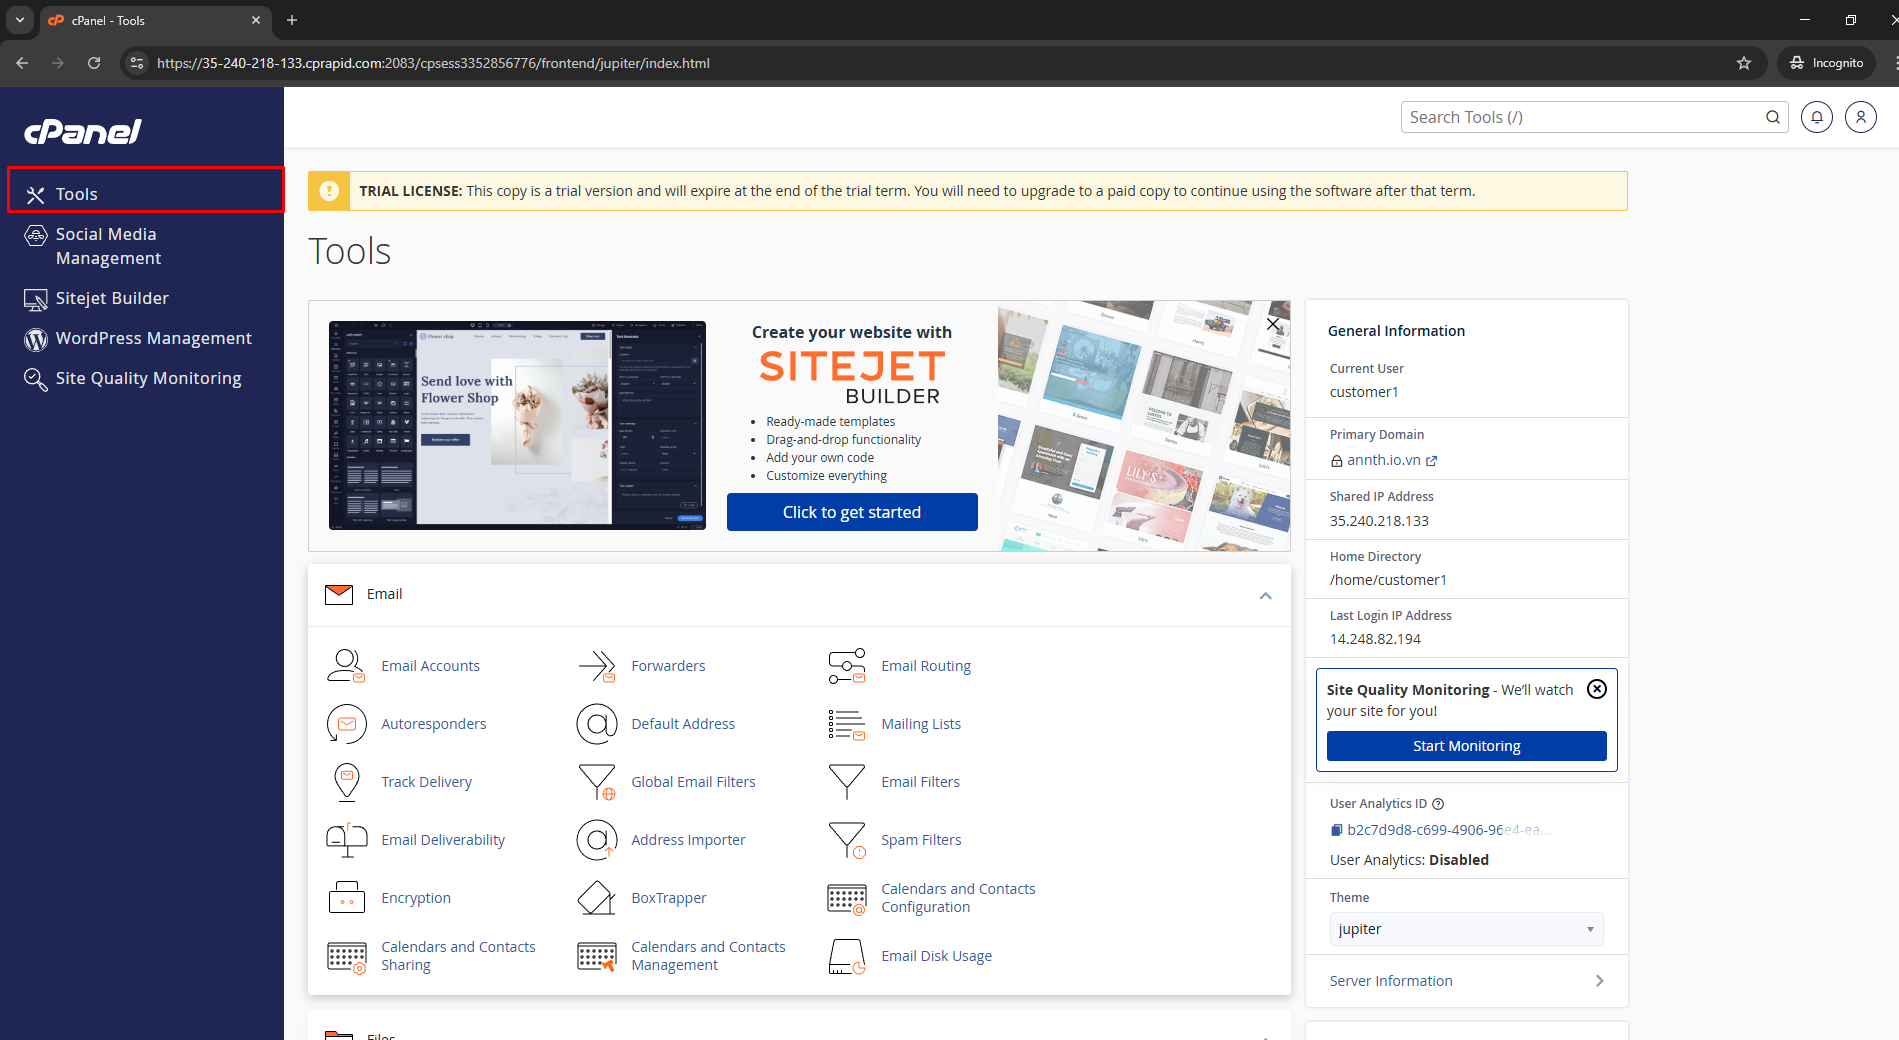 cPanel - Tools
https://35-240-218-133.cprapid.com:2083/cpsess3352856776/frontend/jupiter/index.html
Incognito
cPanel
Search Tools (/)
Tools
Social Media
Management
Sitejet Builder
WordPress Management
Site Quality Monitoring
TRIAL LICENSE: This copy is a trial version and will expire at the end of the trial term. You will need to upgrade to a paid copy to continue using the software after that term.
Tools
Send love with
Flower Shop
Create your website with
SITEJET
BUILDER
Ready-made templates
Drag-and-drop functionality
Add your own code
Customize everything
Click to get started
LILY'S
Email
Email Accounts
Forwarders
Email Routing
Autoresponders
Default Address
Mailing Lists
Track Delivery
Global Email Filters
Email Filters
Email Deliverability
Address Importer
Spam Filters
Encryption
BoxTrapper
Calendars and Contacts
Configuration
Calendars and Contacts
Sharing
Calendars and Contacts
Management
Email Disk Usage
Files
General Information
Current User
customer1
Primary Domain
annth.io.vn
Shared IP Address
35.240.218.133
Home Directory
/home/customer1
Last Login IP Address
14.248.82.194
Site Quality Monitoring - We'll watch
your site for you!
Start Monitoring
User Analytics ID
b2c7d9d8-c699-4906-96e4-ea...
User Analytics: Disabled
Theme
jupiter
Server Information